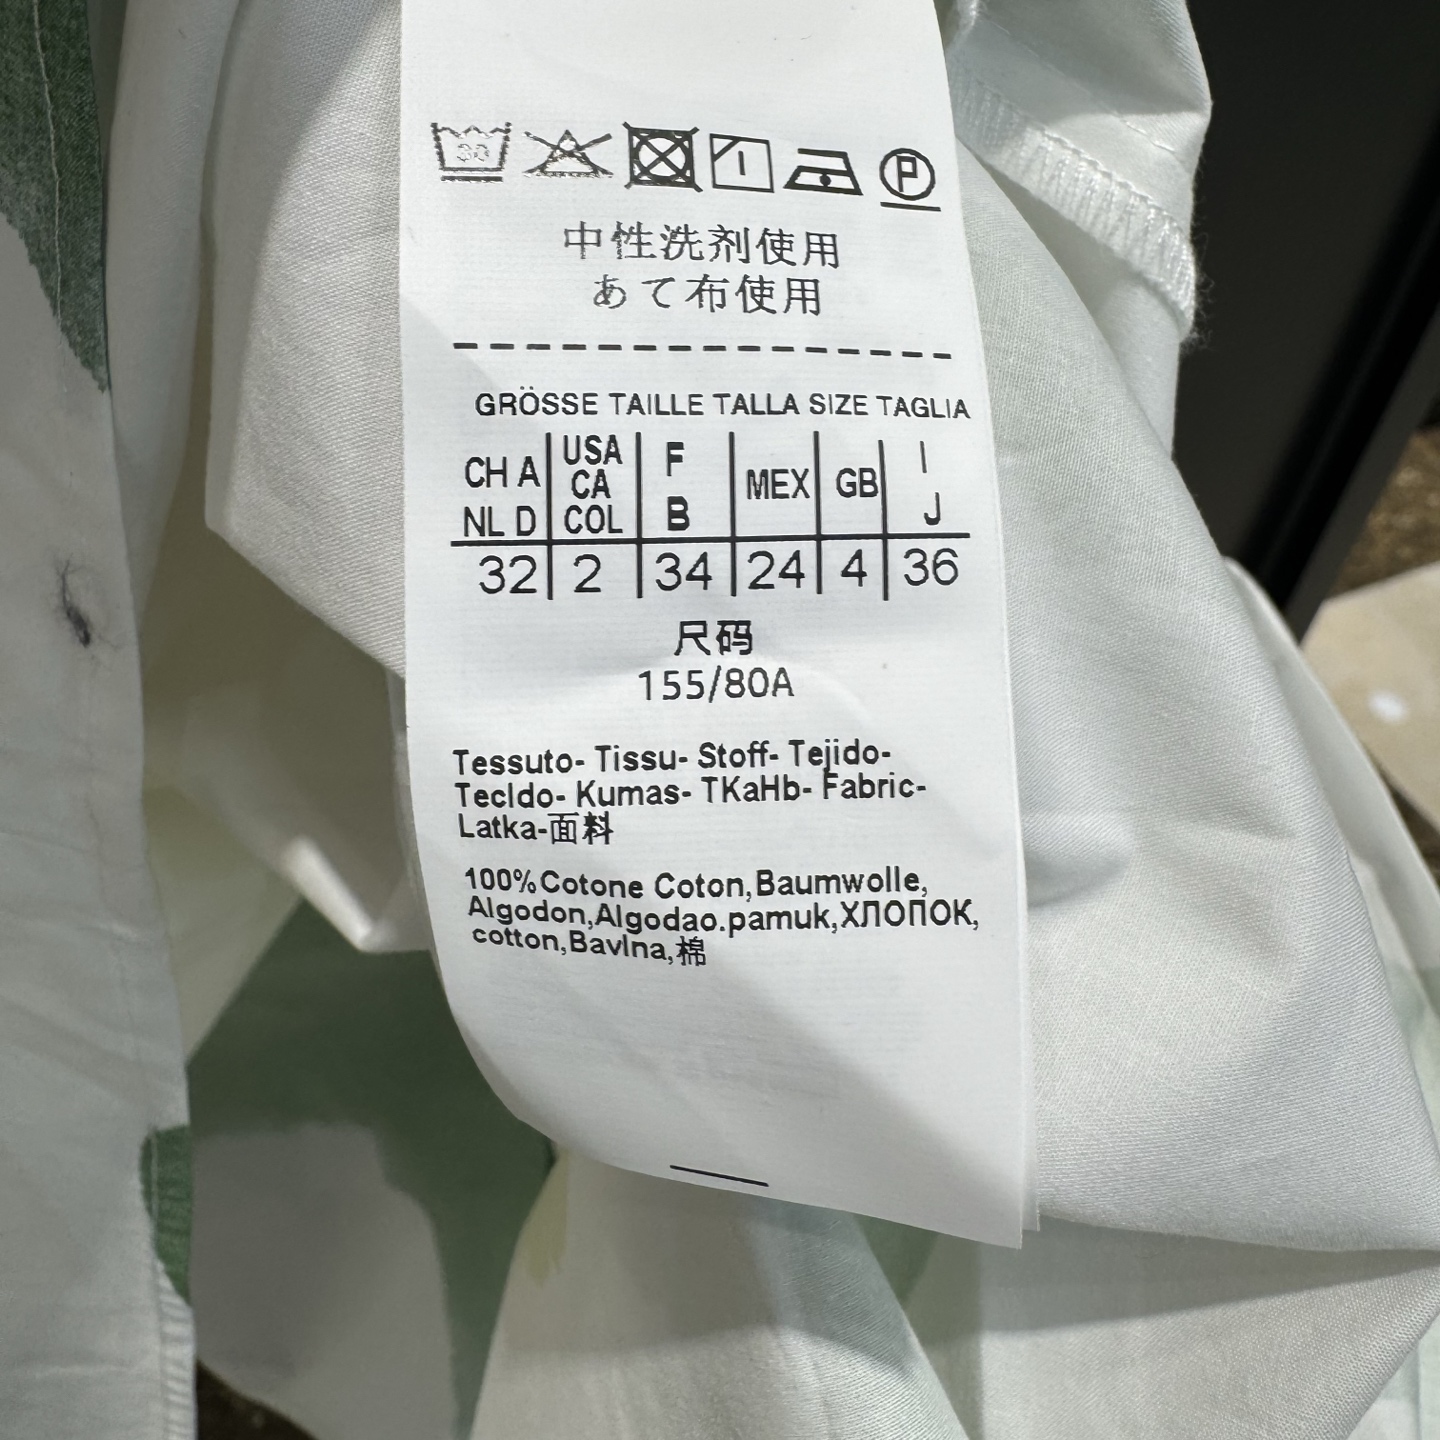 30
P
中性洗剂使用
あて布使用
GRÖSSE TAILLE TALLA SIZE TAGLIA
CH A NL D USA CA COL F B MEX GB I J
32 2 34 24 4 36
尺码
155/80A
Tessuto- Tissu- Stoff- Tejido-
Tecldo- Kumas- TKaHb- Fabric-
Latka-面料
100%Cotone Coton,Baumwolle,
Algodon,Algodao.pamuk,ХЛОПОК,
cotton,Bavlna,棉